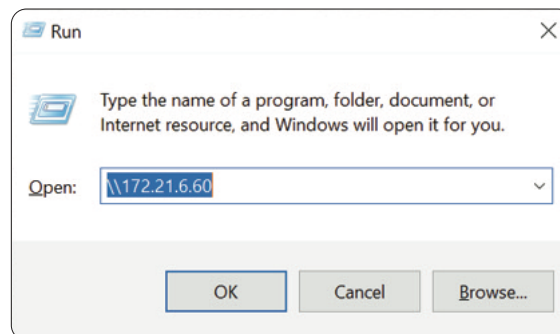 Run
Type the name of a program, folder, document, or
Internet resource, and Windows will open it for you.
Open: \\172.21.6.60
OK Cancel Browse...